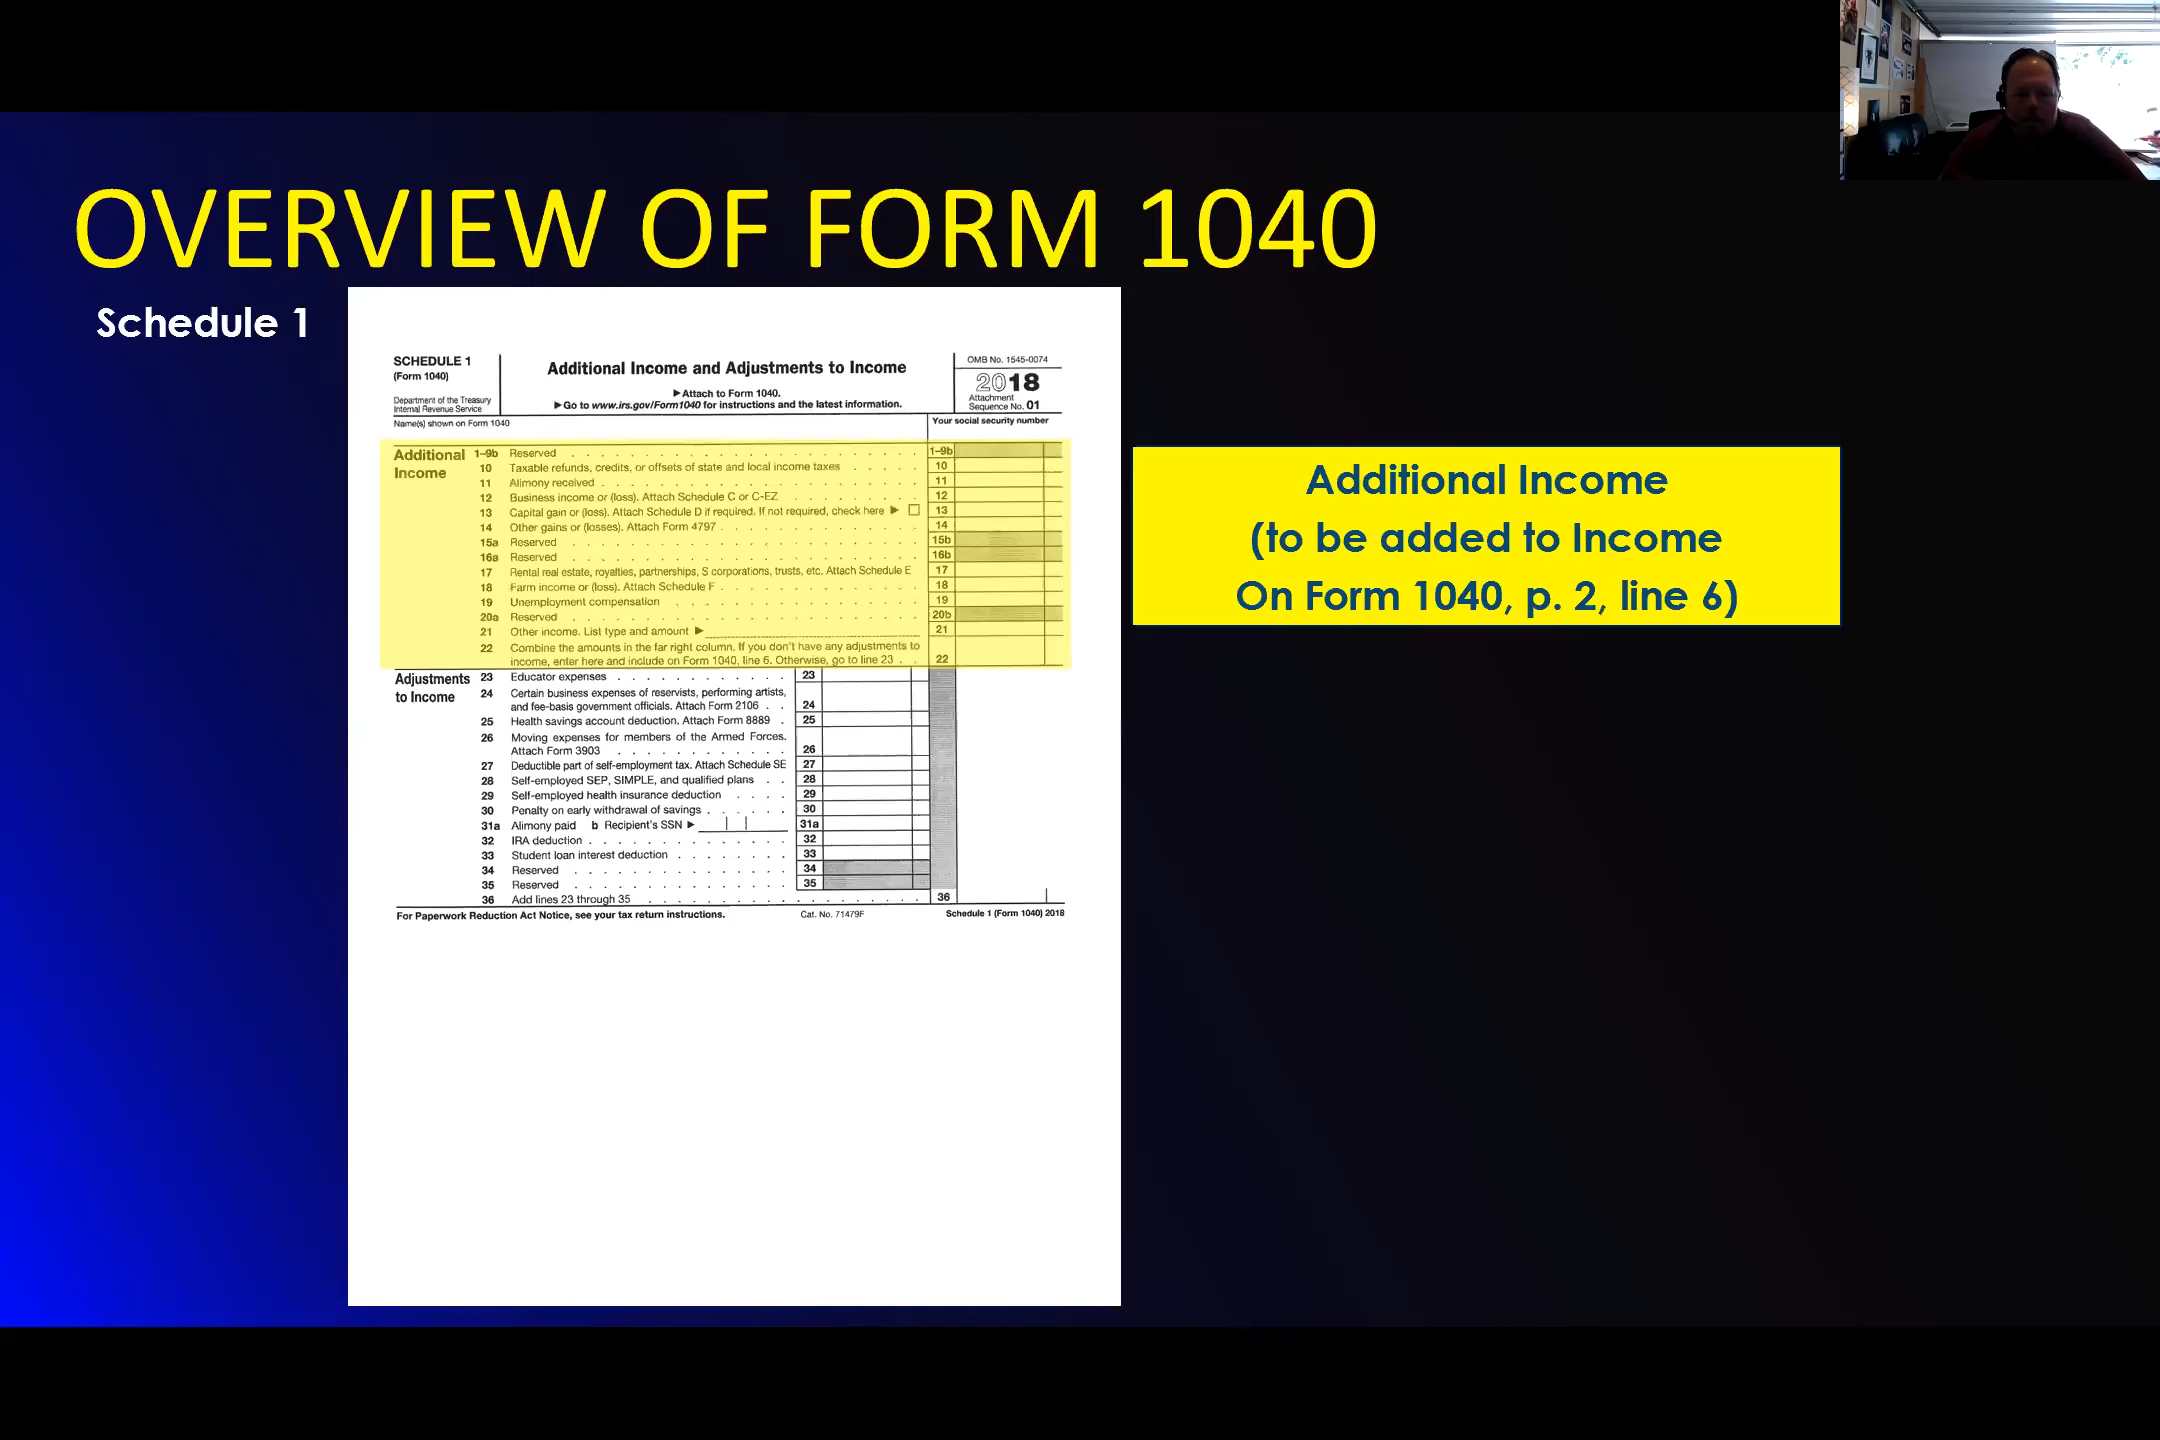 OVERVIEW OF FORM 1040
Schedule 1
SCHEDULE 1
(Form 1040)
Department of the Treasury
Internal Revenue Service
Additional Income and Adjustments to Income
▶ Attach to Form 1040.
▶ Go to www.irs.gov/Form1040 for instructions and the latest information.
OMB No. 1545-0074
2018
Attachment
Sequence No. 01
Name(s) shown on Form 1040
Your social security number
Additional
Income
1–9b Reserved . . . . . . . . . . . . . . . . . . . . . . 1–9b
10 Taxable refunds, credits, or offsets of state and local income taxes . . . . . 10
11 Alimony received . . . . . . . . . . . . . . . . . . . . . . 11
12 Business income or (loss). Attach Schedule C or C-EZ . . . . . . . . . . 12
13 Capital gain or (loss). Attach Schedule D if required. If not required, check here ▶ ☐ 13
14 Other gains or (losses). Attach Form 4797 . . . . . . . . . . . . . . 14
15a Reserved . . . . . . . . . . . . . . . . . . . . . . . . 15b
16a Reserved . . . . . . . . . . . . . . . . . . . . . . . . 16b
17 Rental real estate, royalties, partnerships, S corporations, trusts, etc. Attach Schedule E 17
18 Farm income or (loss). Attach Schedule F . . . . . . . . . . . . . . 18
19 Unemployment compensation . . . . . . . . . . . . . . . . . 19
20a Reserved . . . . . . . . . . . . . . . . . . . . . . 20b
21 Other income. List type and amount ▶ 21
22 Combine the amounts in the far right column. If you don't have any adjustments to
income, enter here and include on Form 1040, line 6. Otherwise, go to line 23 . . 22
Adjustments
to Income
23 Educator expenses . . . . . . . . . . . . 23
24 Certain business expenses of reservists, performing artists,
and fee-basis government officials. Attach Form 2106 . . 24
25 Health savings account deduction. Attach Form 8889 . 25
26 Moving expenses for members of the Armed Forces.
Attach Form 3903 . . . . . . . . . . . . 26
27 Deductible part of self-employment tax. Attach Schedule SE 27
28 Self-employed SEP, SIMPLE, and qualified plans . . 28
29 Self-employed health insurance deduction . . . . 29
30 Penalty on early withdrawal of savings . . . . . . 30
31a Alimony paid b Recipient's SSN ▶ 31a
32 IRA deduction . . . . . . . . . . . . . . 32
33 Student loan interest deduction . . . . . . . . 33
34 Reserved . . . . . . . . . . . . . . . 34
35 Reserved . . . . . . . . . . . . . . . 35
36 Add lines 23 through 35 . . . . . . . . . . . . . . . . . . . 36
For Paperwork Reduction Act Notice, see your tax return instructions. Cat. No. 71479F Schedule 1 (Form 1040) 2018
Additional Income
(to be added to Income
On Form 1040, p. 2, line 6)